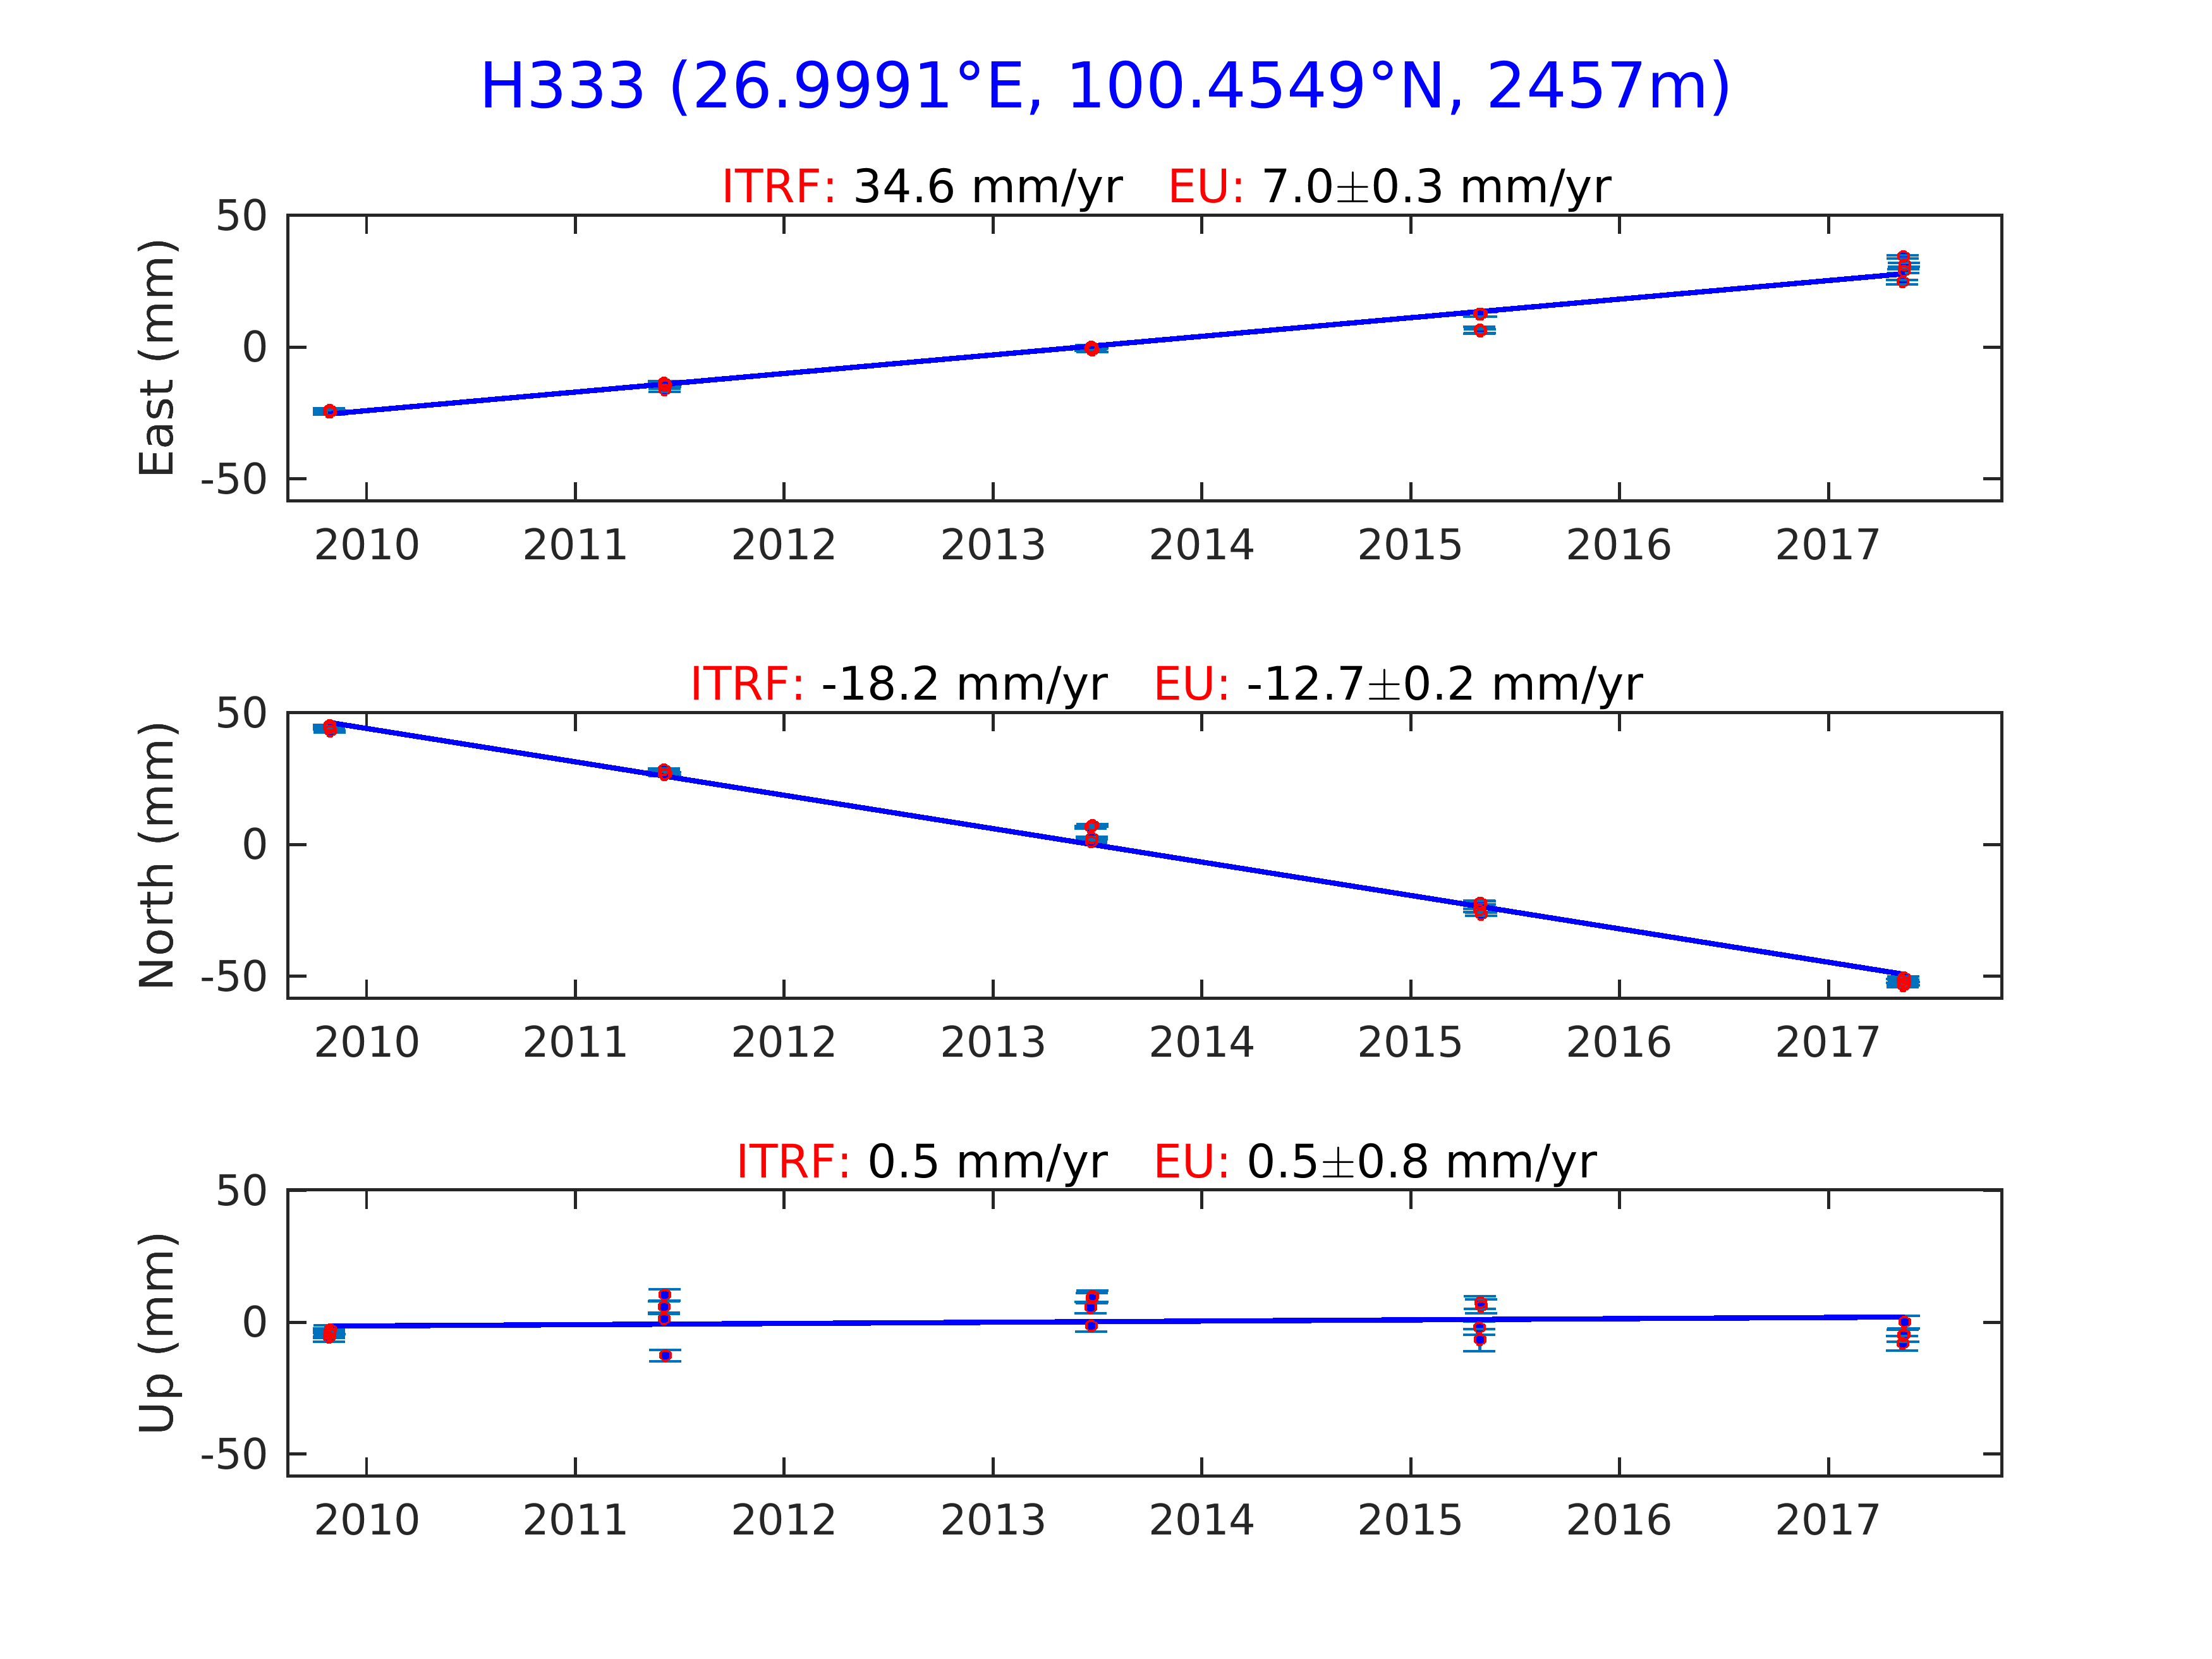 H333 (26.9991°E, 100.4549°N, 2457m)
ITRF: 34.6 mm/yr EU: 7.0±0.3 mm/yr
50
0
-50
East (mm)
2010 2011 2012 2013 2014 2015 2016 2017
ITRF: -18.2 mm/yr EU: -12.7±0.2 mm/yr
50
0
-50
North (mm)
2010 2011 2012 2013 2014 2015 2016 2017
ITRF: 0.5 mm/yr EU: 0.5±0.8 mm/yr
50
0
-50
Up (mm)
2010 2011 2012 2013 2014 2015 2016 2017